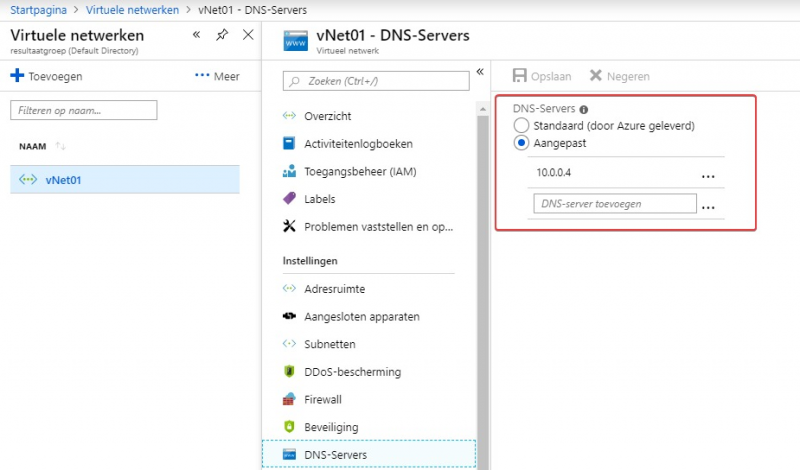 Startpagina > Virtuele netwerken > vNet01 - DNS-Servers
Virtuele netwerken
resultaatgroep (Default Directory)
Toevoegen
Meer
Filteren op naam...
NAAM
vNet01
vNet01 - DNS-Servers
Virtueel netwerk
Zoeken (Ctrl+/)
Overzicht
Activiteitenlogboeken
Toegangsbeheer (IAM)
Labels
Problemen vaststellen en op...
Instellingen
Adresruimte
Aangesloten apparaten
Subnetten
DDoS-bescherming
Firewall
Beveiliging
DNS-Servers
Opslaan
Negeren
DNS-Servers
Standaard (door Azure geleverd)
Aangepast
10.0.0.4
DNS-server toevoegen